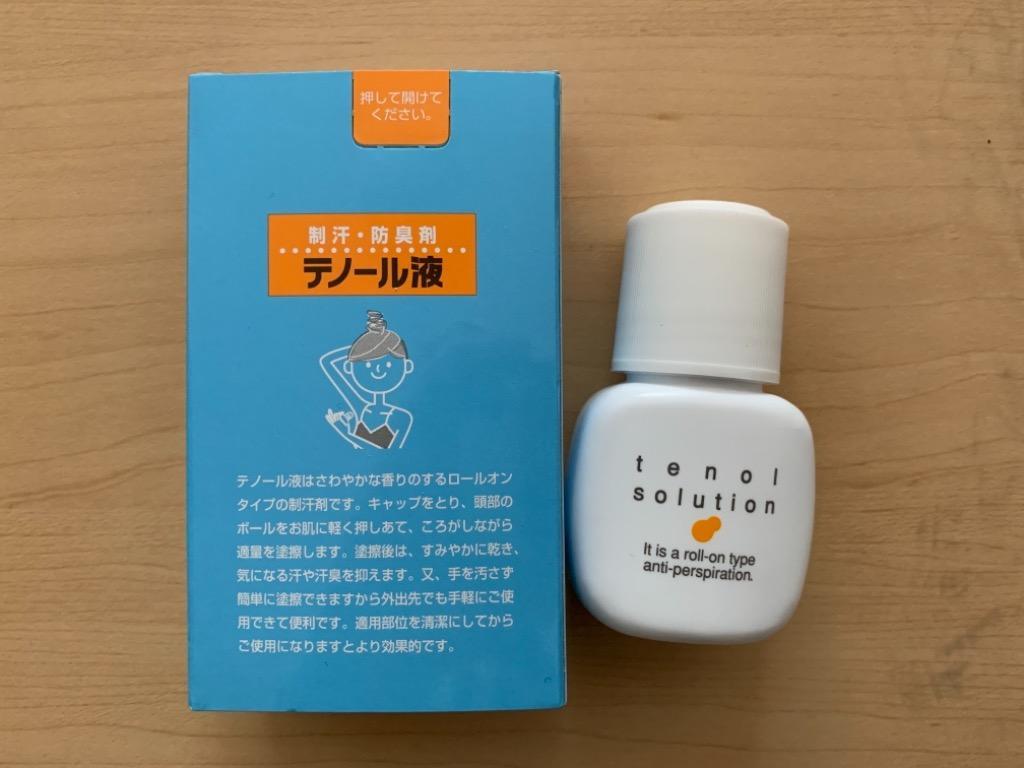 押して開けて
ください。
制汗・防臭剤
テノール液
テノール液はさわやかな香りのするロールオン
タイプの制汗剤です。キャップをとり、頭部の
ボールをお肌に軽く押しあて、ころがしながら
適量を塗擦します。塗擦後は、すみやかに乾き、
気になる汗や汗臭を抑えます。又、手を汚さず
簡単に塗擦できますから外出先でも手軽にご使
用できて便利です。適用部位を清潔にしてから
ご使用になりますとより効果的です。
tenol
solution
It is a roll-on type
anti-perspiration.